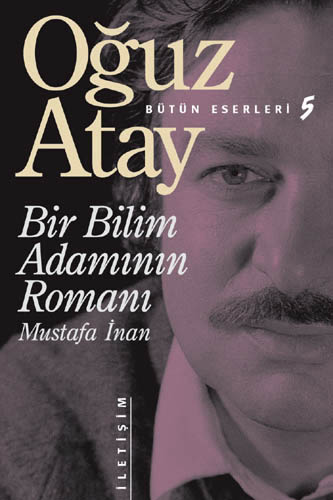 Oğuz
BÜTÜN ESERLERİ 5
Atay
Bir Bilim
Adamının
Romanı
Mustafa İnan
İLETİŞİM